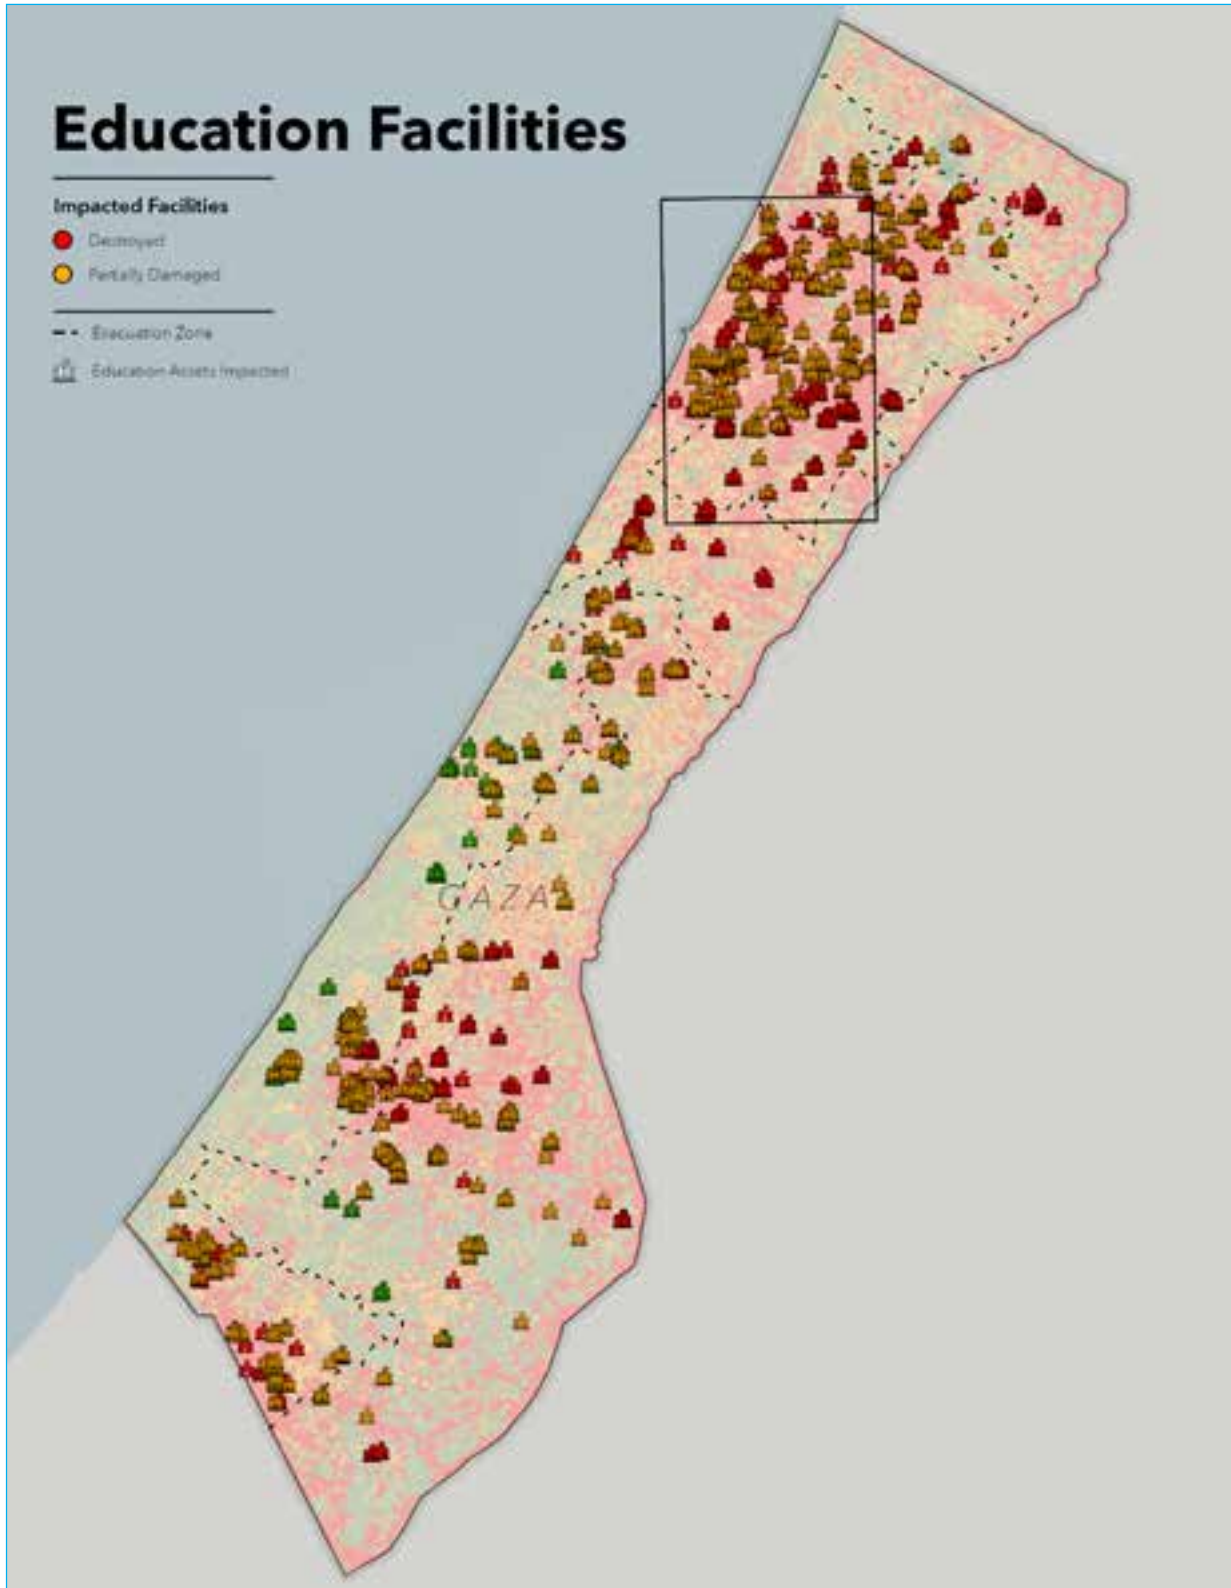 Education Facilities
Impacted Facilities
Destroyed
Partially Damaged
Evacuation Zone
Education Assets Impacted
GAZA